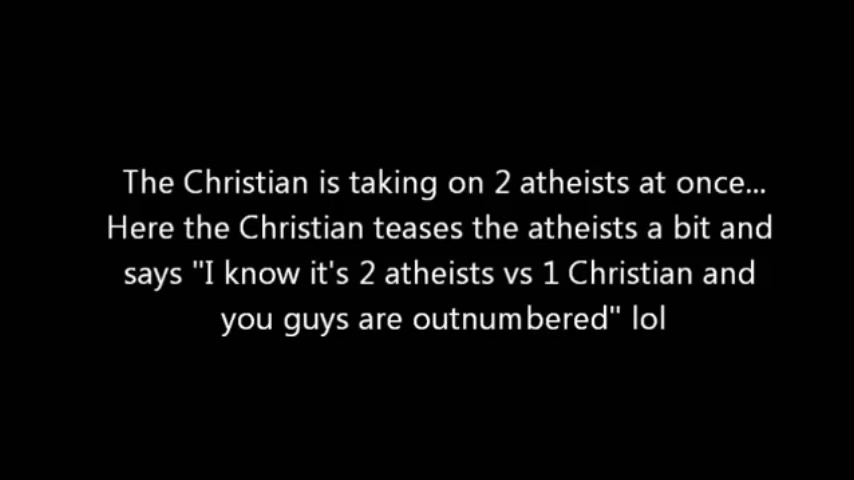 The Christian is taking on 2 atheists at once...
Here the Christian teases the atheists a bit and
says "I know it's 2 atheists vs 1 Christian and
you guys are outnumbered" lol